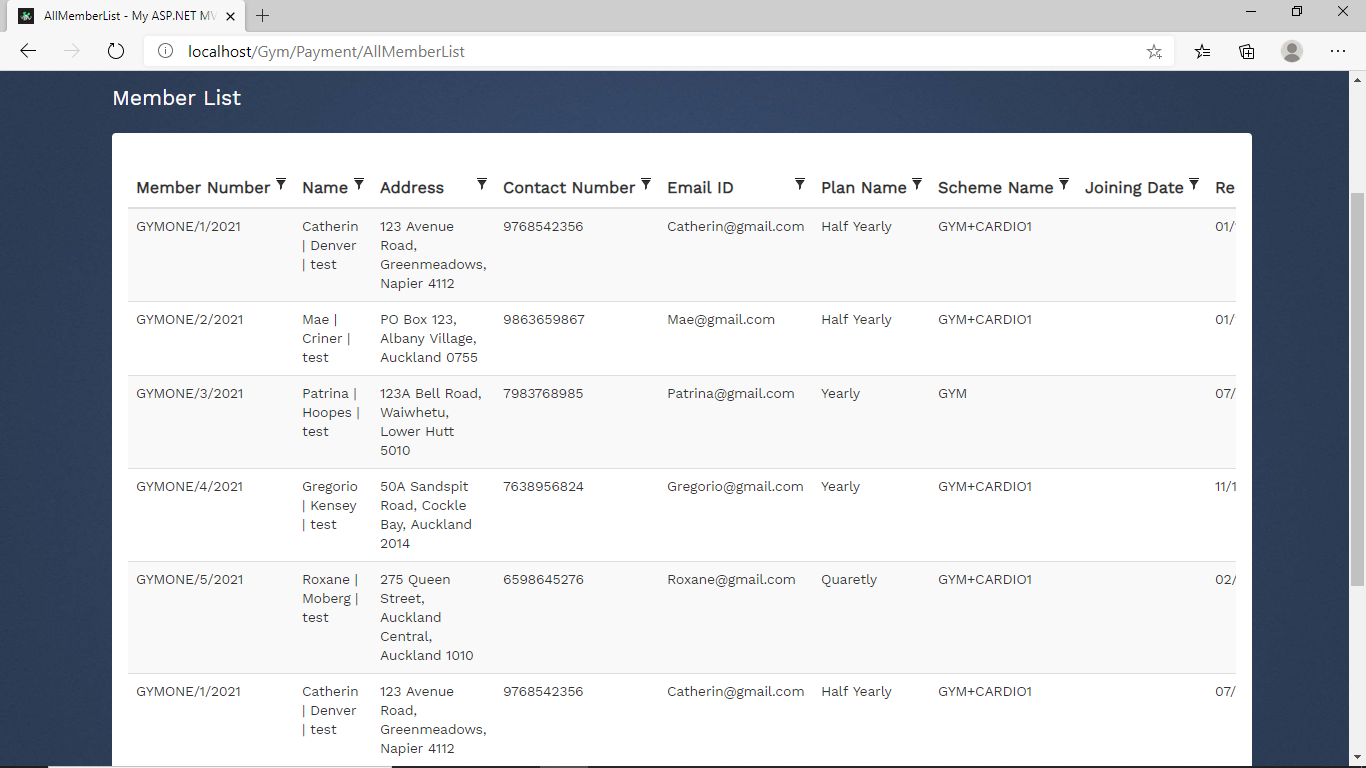 AllMemberList - My ASP.NET MV
localhost/Gym/Payment/AllMemberList
Member List
Member Number Name Address Contact Number Email ID Plan Name Scheme Name Joining Date Re
GYMONE/1/2021 Catherin 123 Avenue 9768542356 Catherin@gmail.com Half Yearly GYM+CARDIO1 01/
| Denver Road,
| test Greenmeadows,
Napier 4112
GYMONE/2/2021 Mae | PO Box 123, 9863659867 Mae@gmail.com Half Yearly GYM+CARDIO1 01/
Criner | Albany Village,
test Auckland 0755
GYMONE/3/2021 Patrina | 123A Bell Road, 7983768985 Patrina@gmail.com Yearly GYM 07/
Hoopes | Waiwhetu,
test Lower Hutt
5010
GYMONE/4/2021 Gregorio 50A Sandspit 7638956824 Gregorio@gmail.com Yearly GYM+CARDIO1 11/1
| Kensey Road, Cockle
| test Bay, Auckland
2014
GYMONE/5/2021 Roxane | 275 Queen 6598645276 Roxane@gmail.com Quaretly GYM+CARDIO1 02/
Moberg | Street,
test Auckland
Central,
Auckland 1010
GYMONE/1/2021 Catherin 123 Avenue 9768542356 Catherin@gmail.com Half Yearly GYM+CARDIO1 07/
| Denver Road,
| test Greenmeadows,
Napier 4112